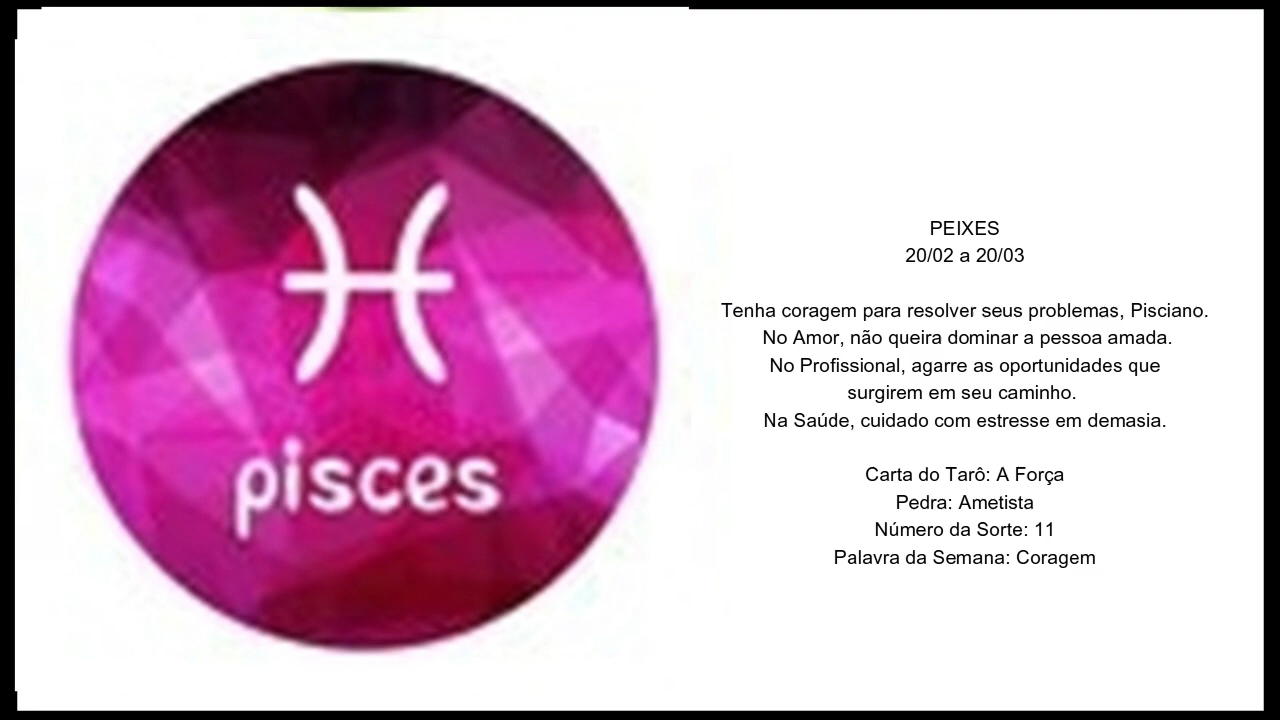 pisces
PEIXES
20/02 a 20/03
Tenha coragem para resolver seus problemas, Pisciano.
No Amor, não queira dominar a pessoa amada.
No Profissional, agarre as oportunidades que
surgirem em seu caminho.
Na Saúde, cuidado com estresse em demasia.
Carta do Tarô: A Força
Pedra: Ametista
Número da Sorte: 11
Palavra da Semana: Coragem